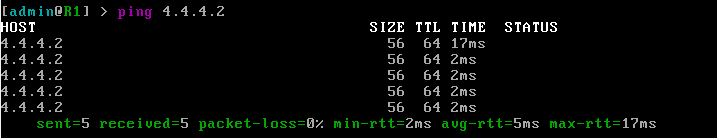 [admin@R1] > ping 4.4.4.2
HOST SIZE TTL TIME STATUS
4.4.4.2 56 64 17ms
4.4.4.2 56 64 2ms
4.4.4.2 56 64 2ms
4.4.4.2 56 64 2ms
4.4.4.2 56 64 2ms
sent=5 received=5 packet-loss=0% min-rtt=2ms avg-rtt=5ms max-rtt=17ms